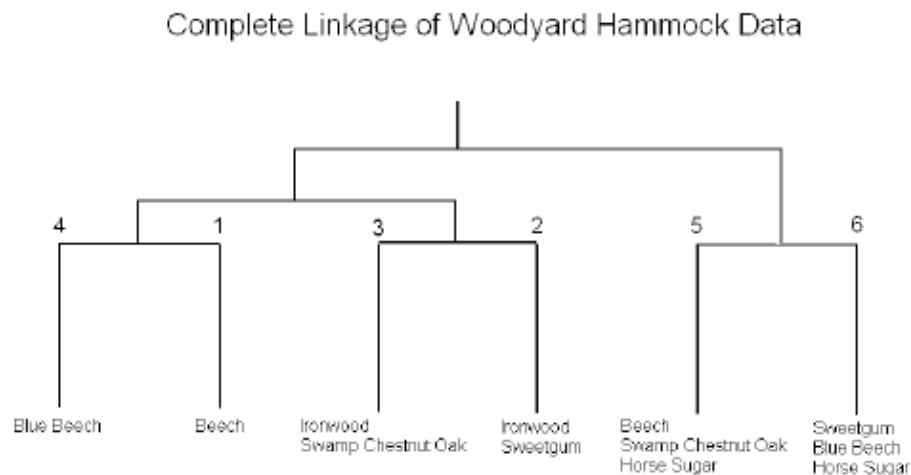 Complete Linkage of Woodyard Hammock Data
4 1 3 2 5 6
Blue Beech
Beech
Ironwood
Swamp Chestnut Oak
Ironwood
Sweetgum
Beech
Swamp Chestnut Oak
Horse Sugar
Sweetgum
Blue Beech
Horse Sugar